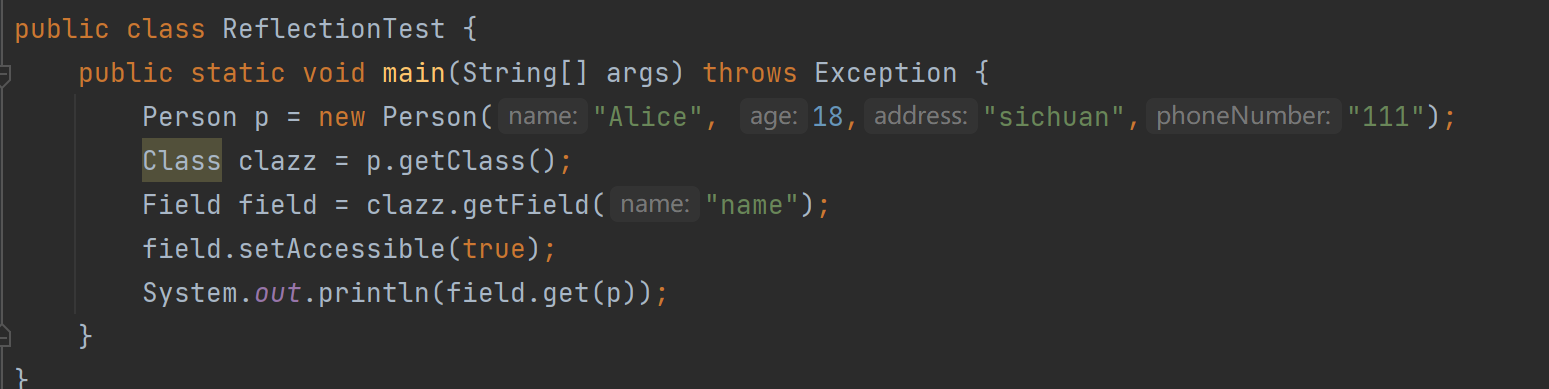 public class ReflectionTest {
public static void main(String[] args) throws Exception {
Person p = new Person( name: "Alice", age: 18, address: "sichuan", phoneNumber: "111");
Class clazz = p.getClass();
Field field = clazz.getField( name: "name");
field.setAccessible(true);
System.out.println(field.get(p));
}
}